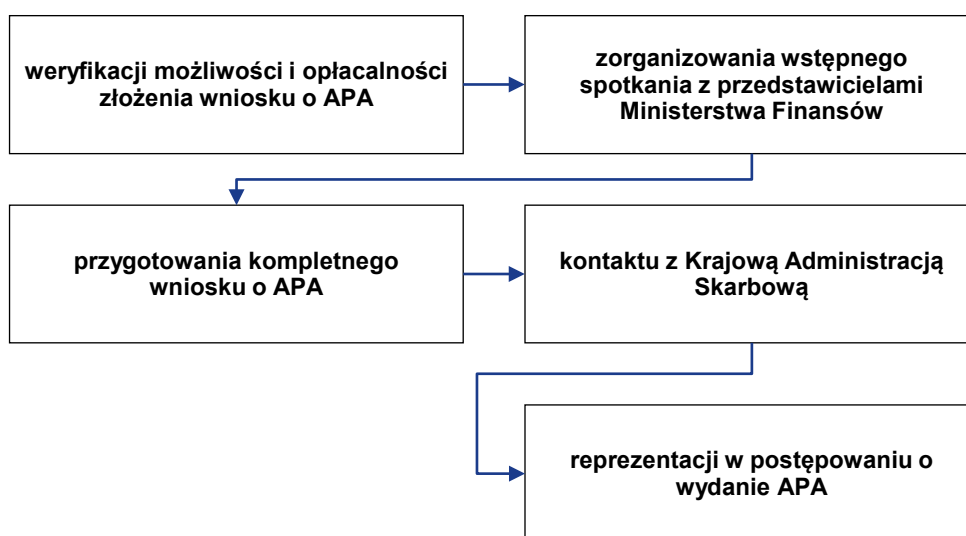 weryfikacji możliwości i opłacalności
złożenia wniosku o APA
zorganizowania wstępnego
spotkania z przedstawicielami
Ministerstwa Finansów
przygotowania kompletnego
wniosku o APA
kontaktu z Krajową Administracją
Skarbową
reprezentacji w postępowaniu o
wydanie APA